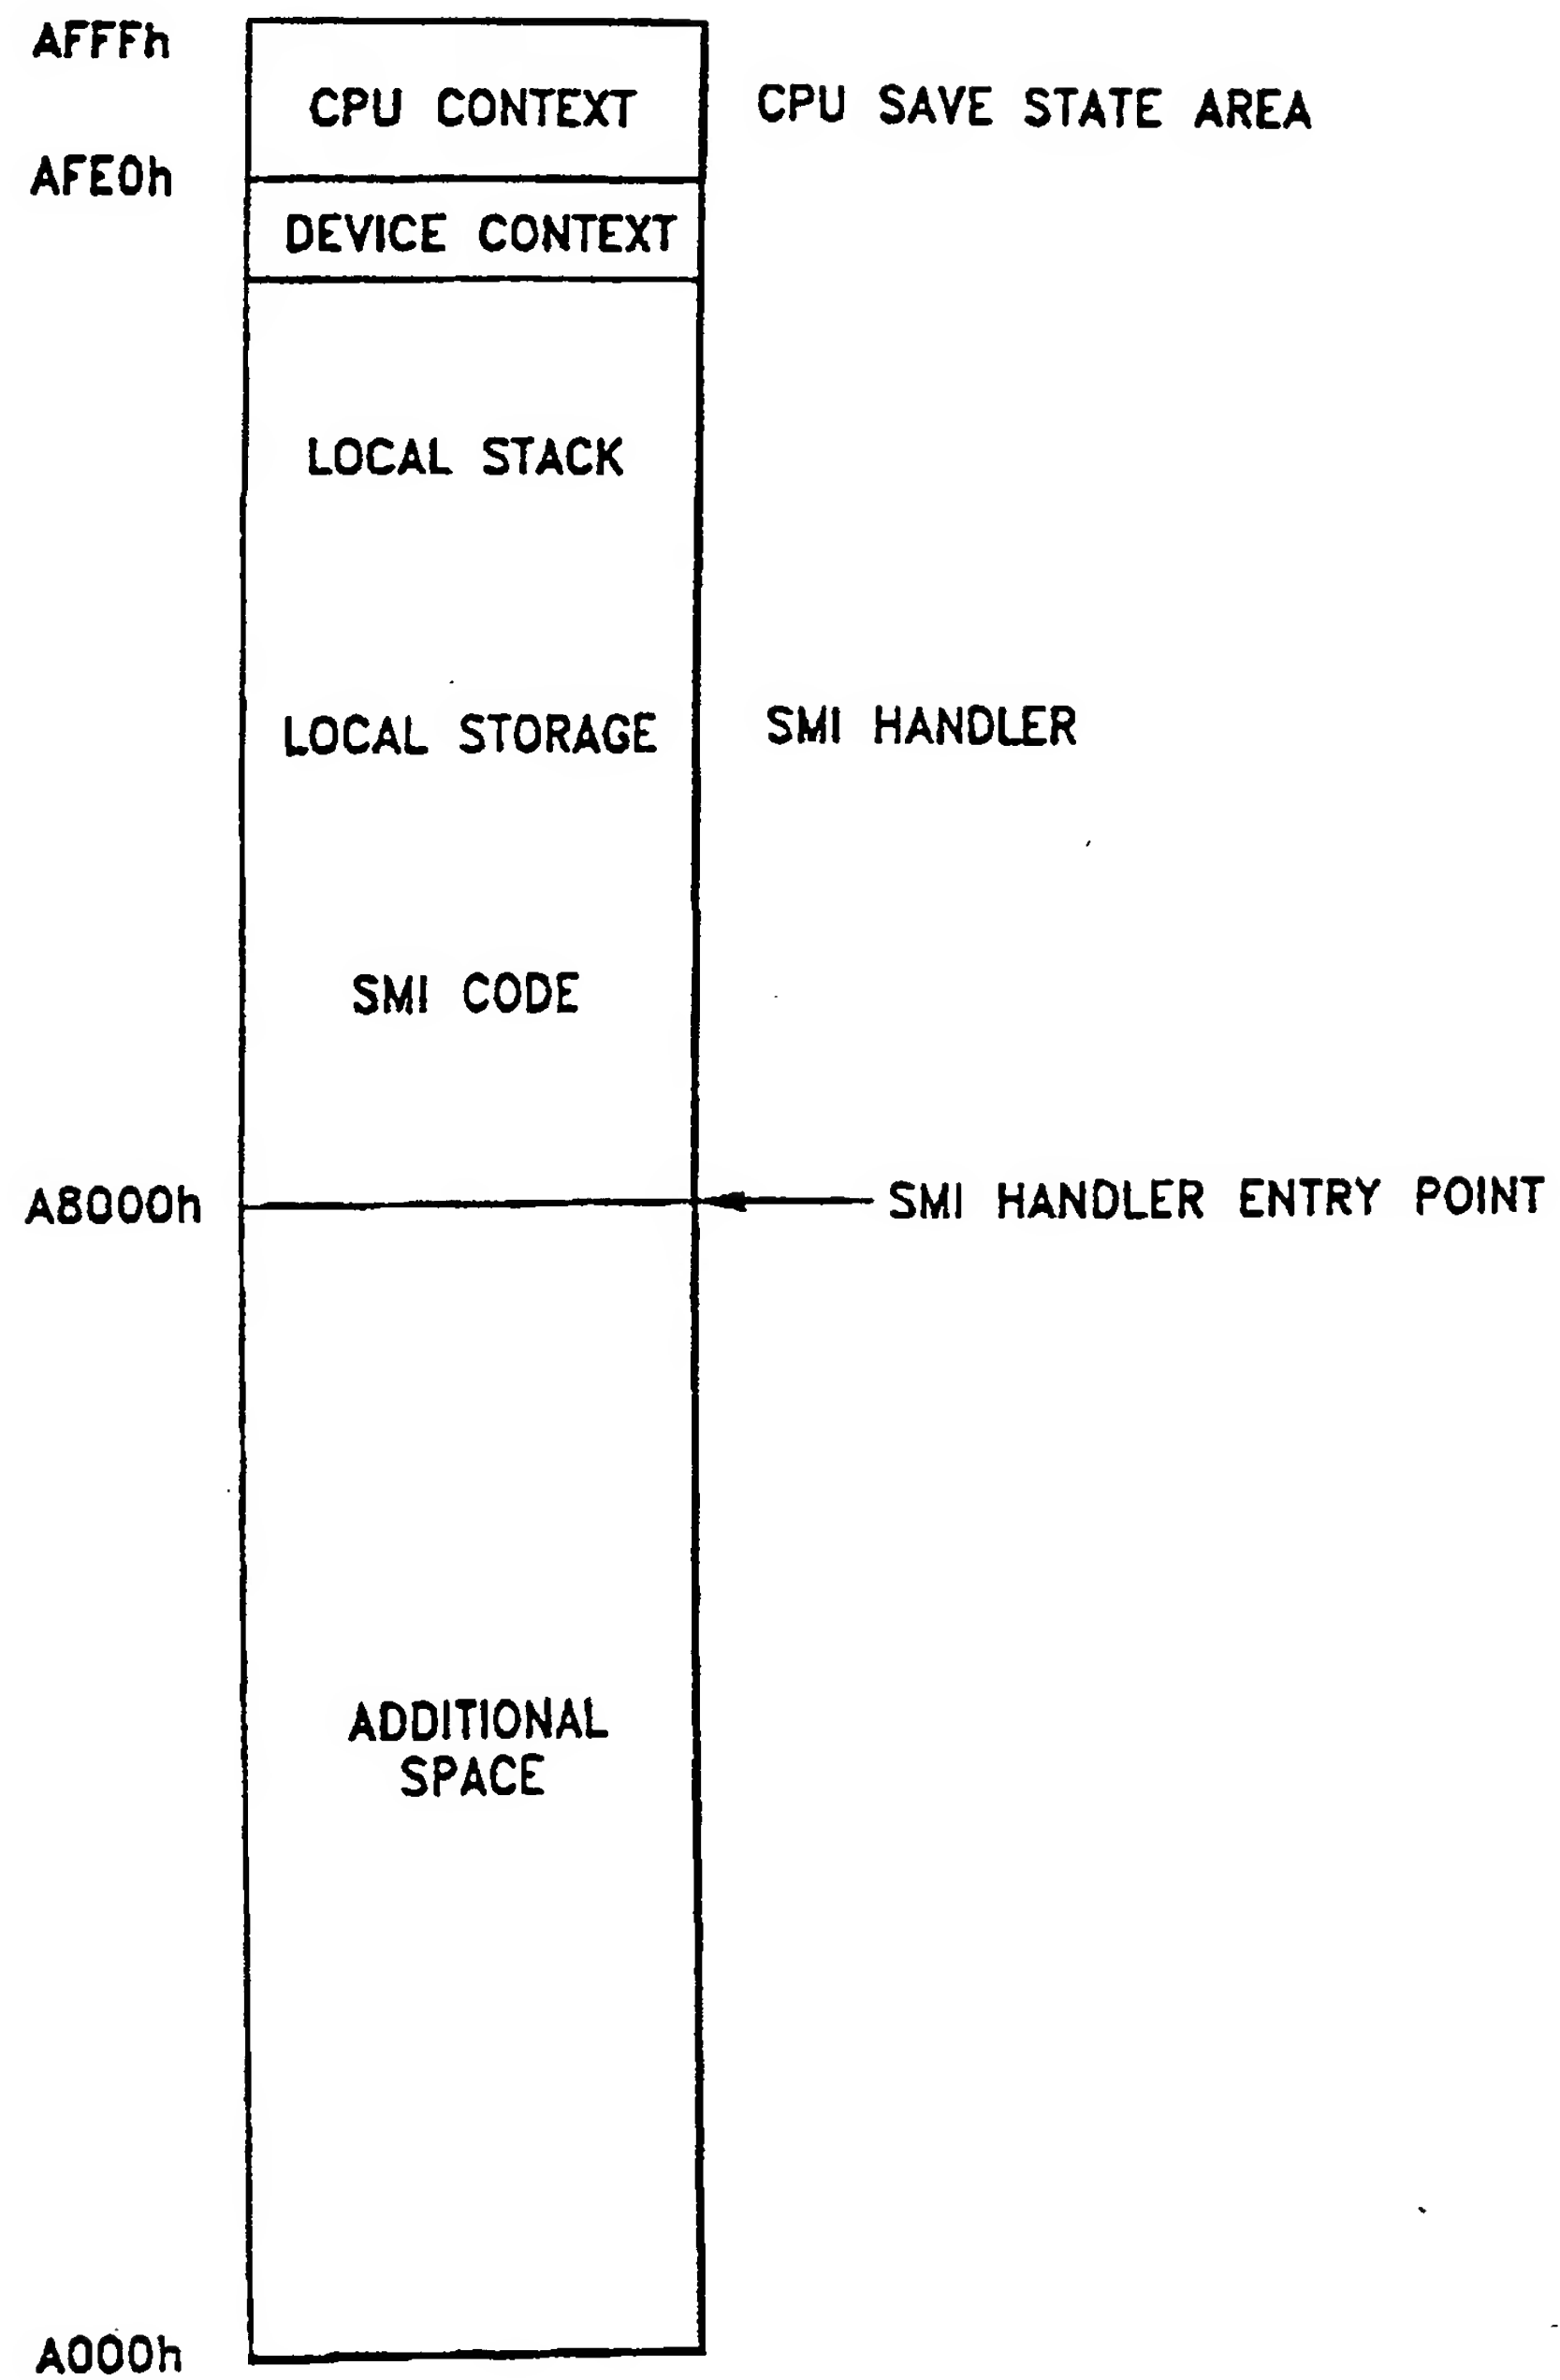 AFFFh
CPU CONTEXT
CPU SAVE STATE AREA
AFE0h
DEVICE CONTEXT
LOCAL STACK
LOCAL STORAGE
SMI HANDLER
SMI CODE
A8000h
SMI HANDLER ENTRY POINT
ADDITIONAL
SPACE
A000h